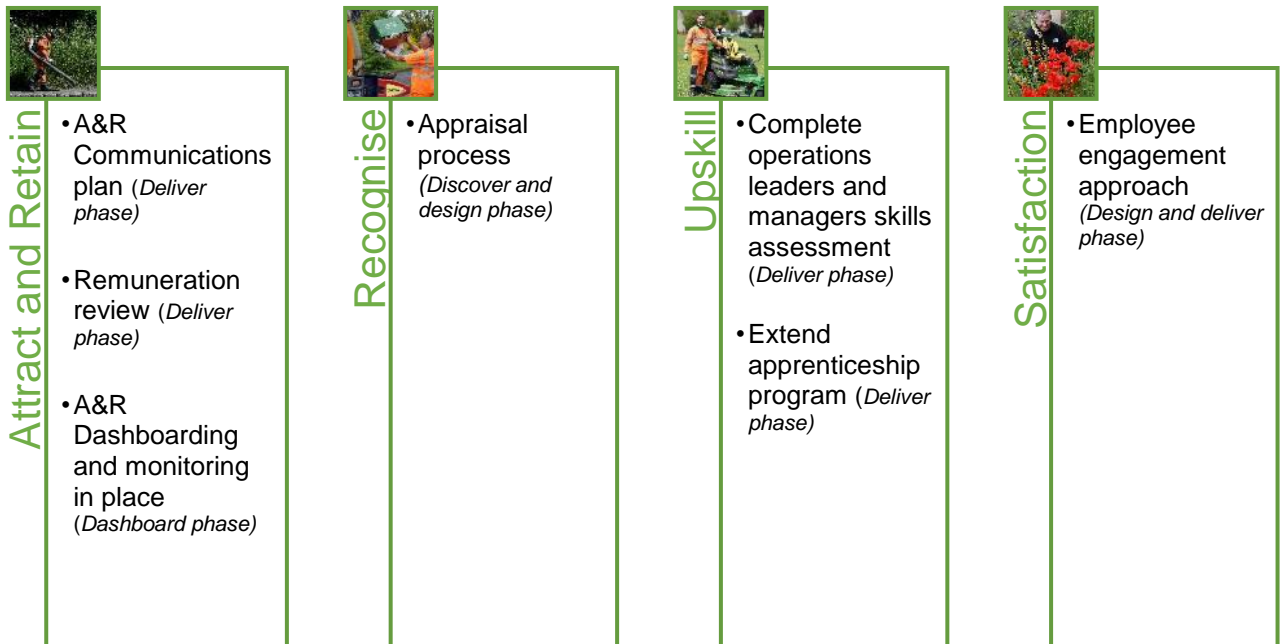 Attract and Retain
•A&R
Communications
plan (Deliver
phase)
•Remuneration
review (Deliver
phase)
•A&R
Dashboarding
and monitoring
in place
(Dashboard phase)
Recognise
•Appraisal
process
(Discover and
design phase)
Upskill
•Complete
operations
leaders and
managers skills
assessment
(Deliver phase)
•Extend
apprenticeship
program (Deliver
phase)
Satisfaction
•Employee
engagement
approach
(Design and deliver
phase)